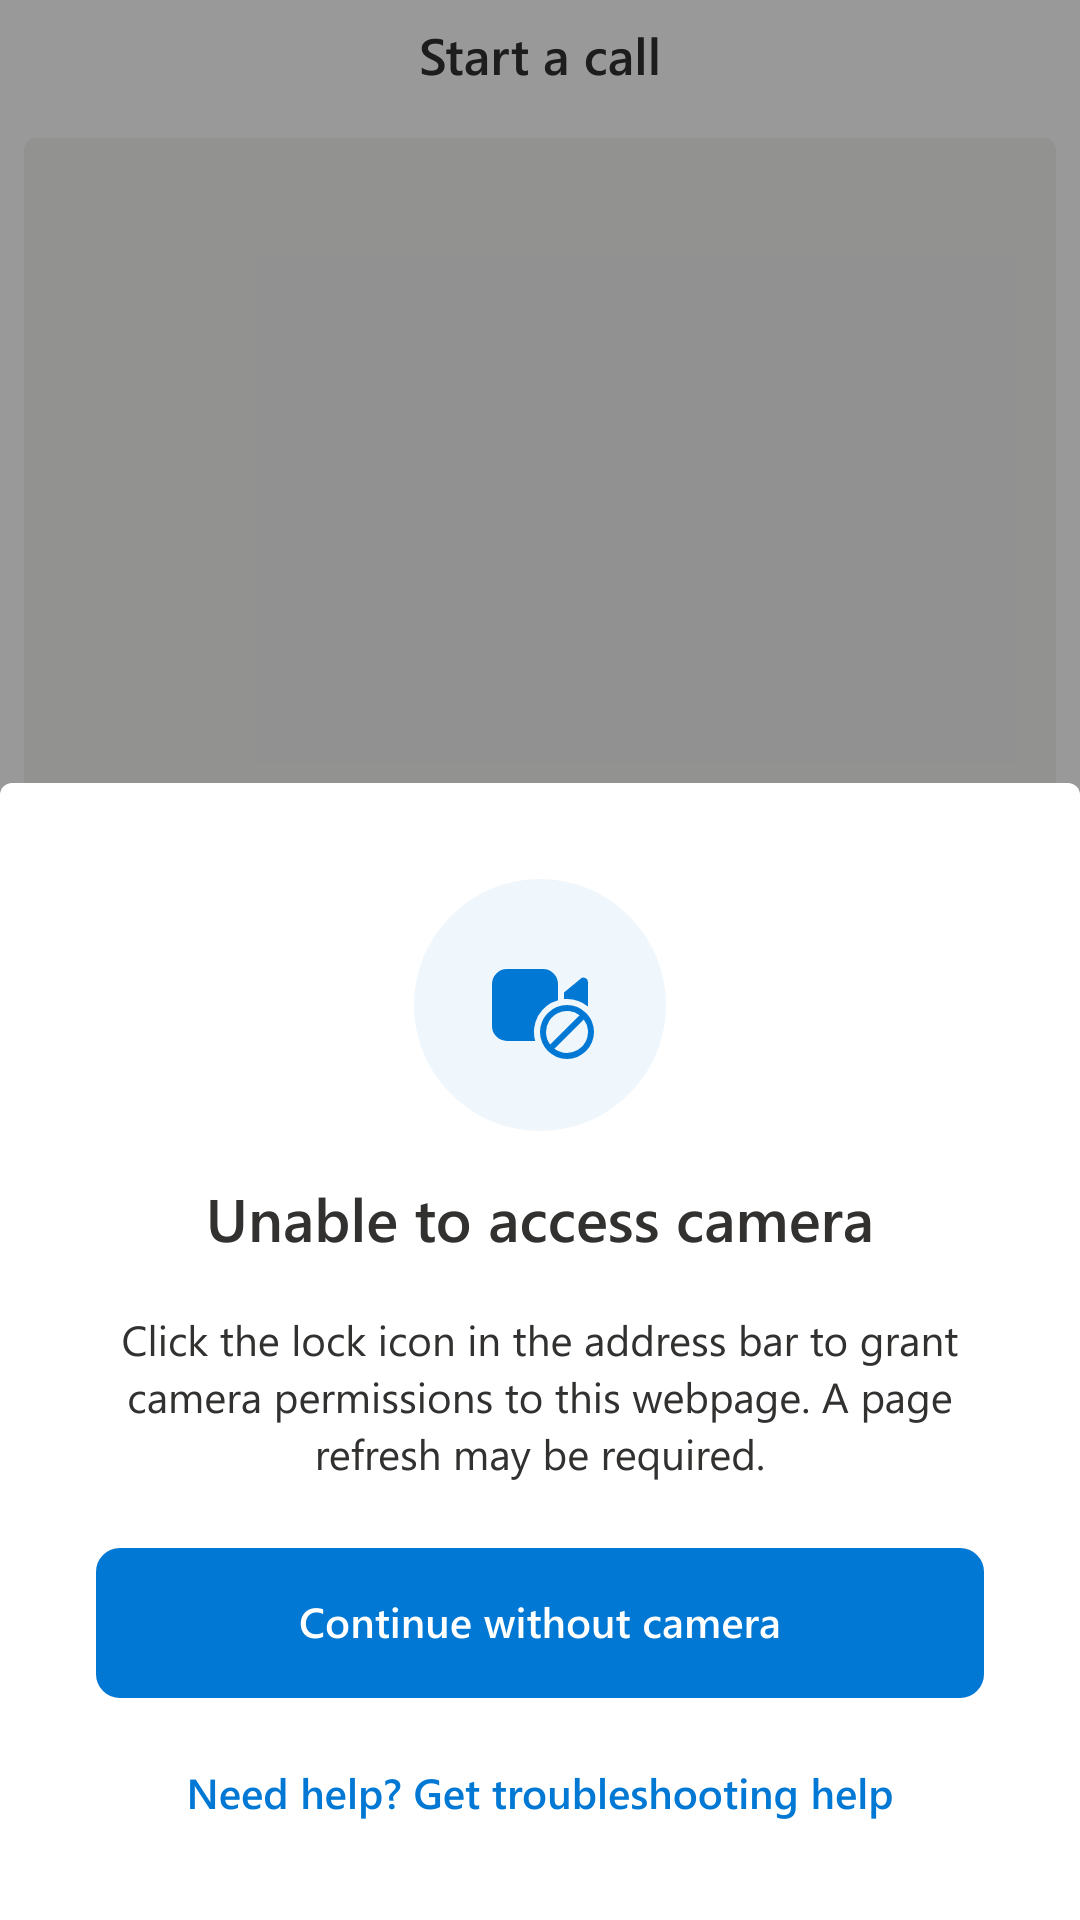 Start a call
Unable to access camera
Click the lock icon in the address bar to grant
camera permissions to this webpage. A page
refresh may be required.
Continue without camera
Need help? Get troubleshooting help